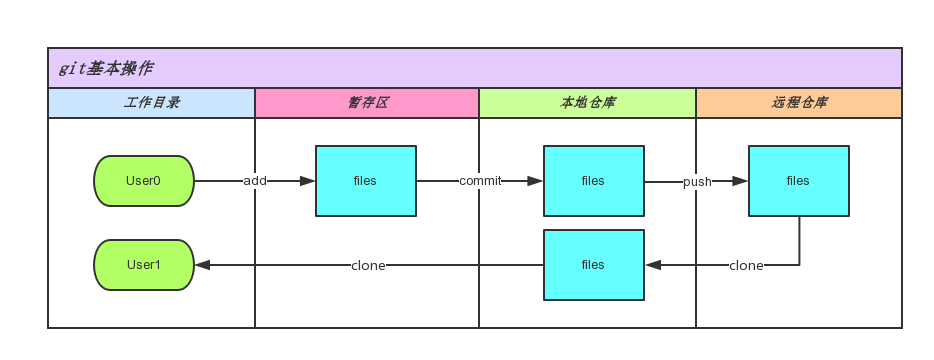 git基本操作
工作目录
暂存区
本地仓库
远程仓库
User0
add
files
commit
files
push
files
User1
clone
files
clone